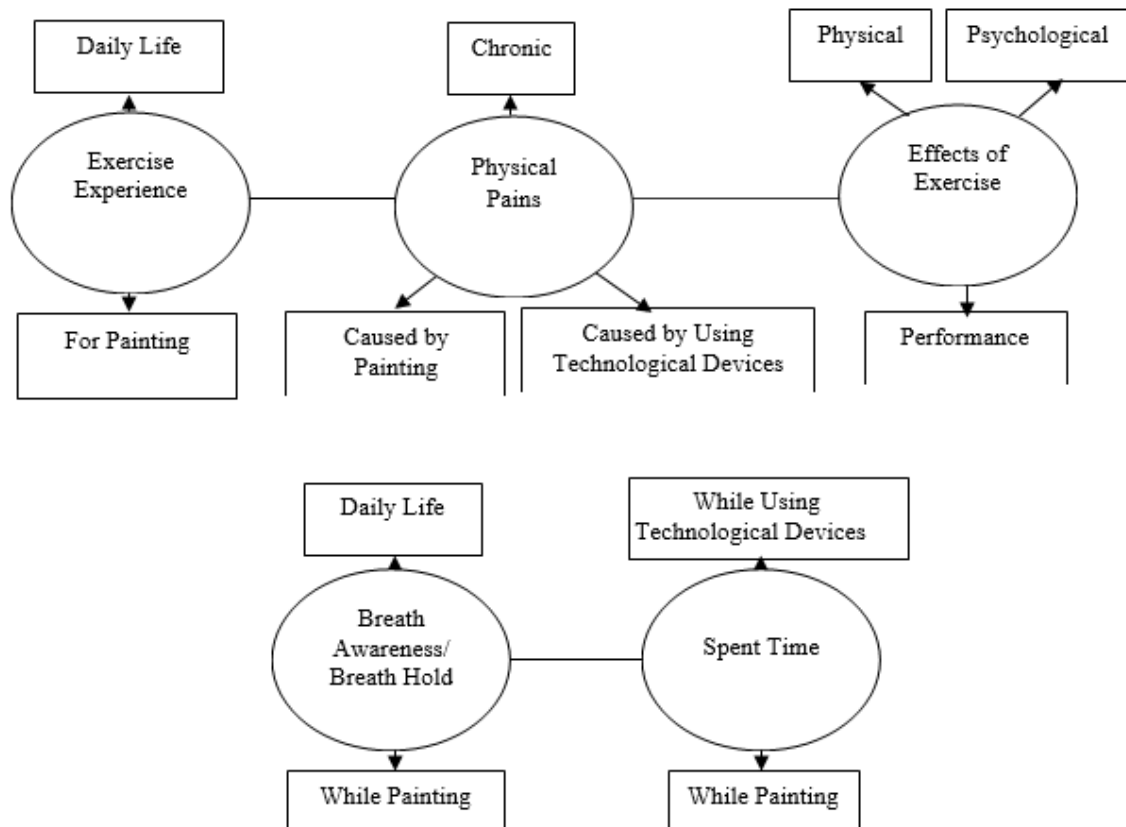 Daily Life
Chronic
Physical
Psychological
Exercise
Experience
Physical
Pains
Effects of
Exercise
For Painting
Caused by
Painting
Caused by Using
Technological Devices
Performance
Daily Life
While Using
Technological Devices
Breath
Awareness/
Breath Hold
Spent Time
While Painting
While Painting